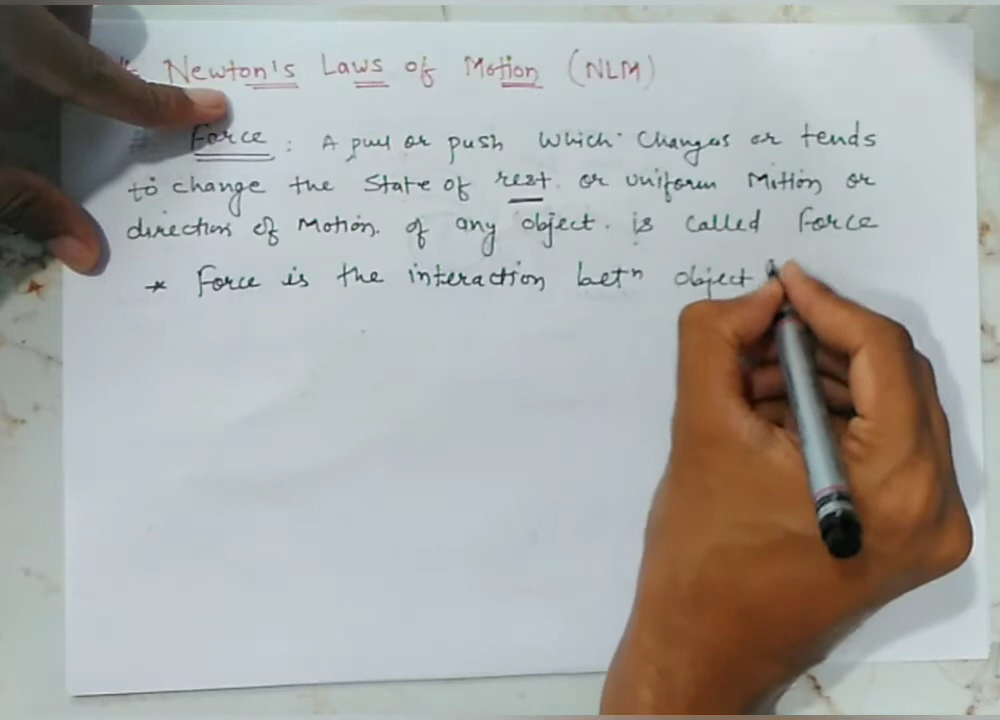 Newton's Laws of Motion (NLM)
Force : A pull or push which changes or tends
to change the state of rest or uniform Motion or
direction of Motion. of any object. is called force
* Force is the interaction betn object